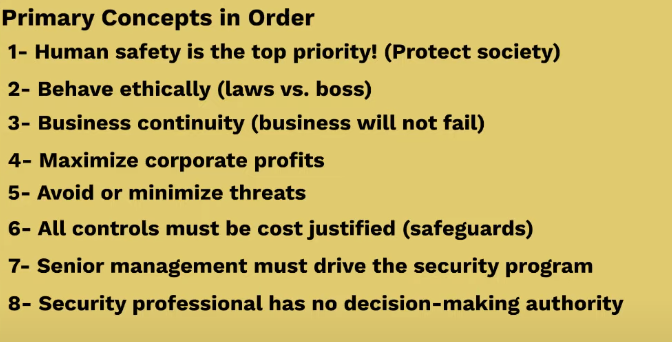 Primary Concepts in Order
1- Human safety is the top priority! (Protect society)
2- Behave ethically (laws vs. boss)
3- Business continuity (business will not fail)
4- Maximize corporate profits
5- Avoid or minimize threats
6- All controls must be cost justified (safeguards)
7- Senior management must drive the security program
8- Security professional has no decision-making authority